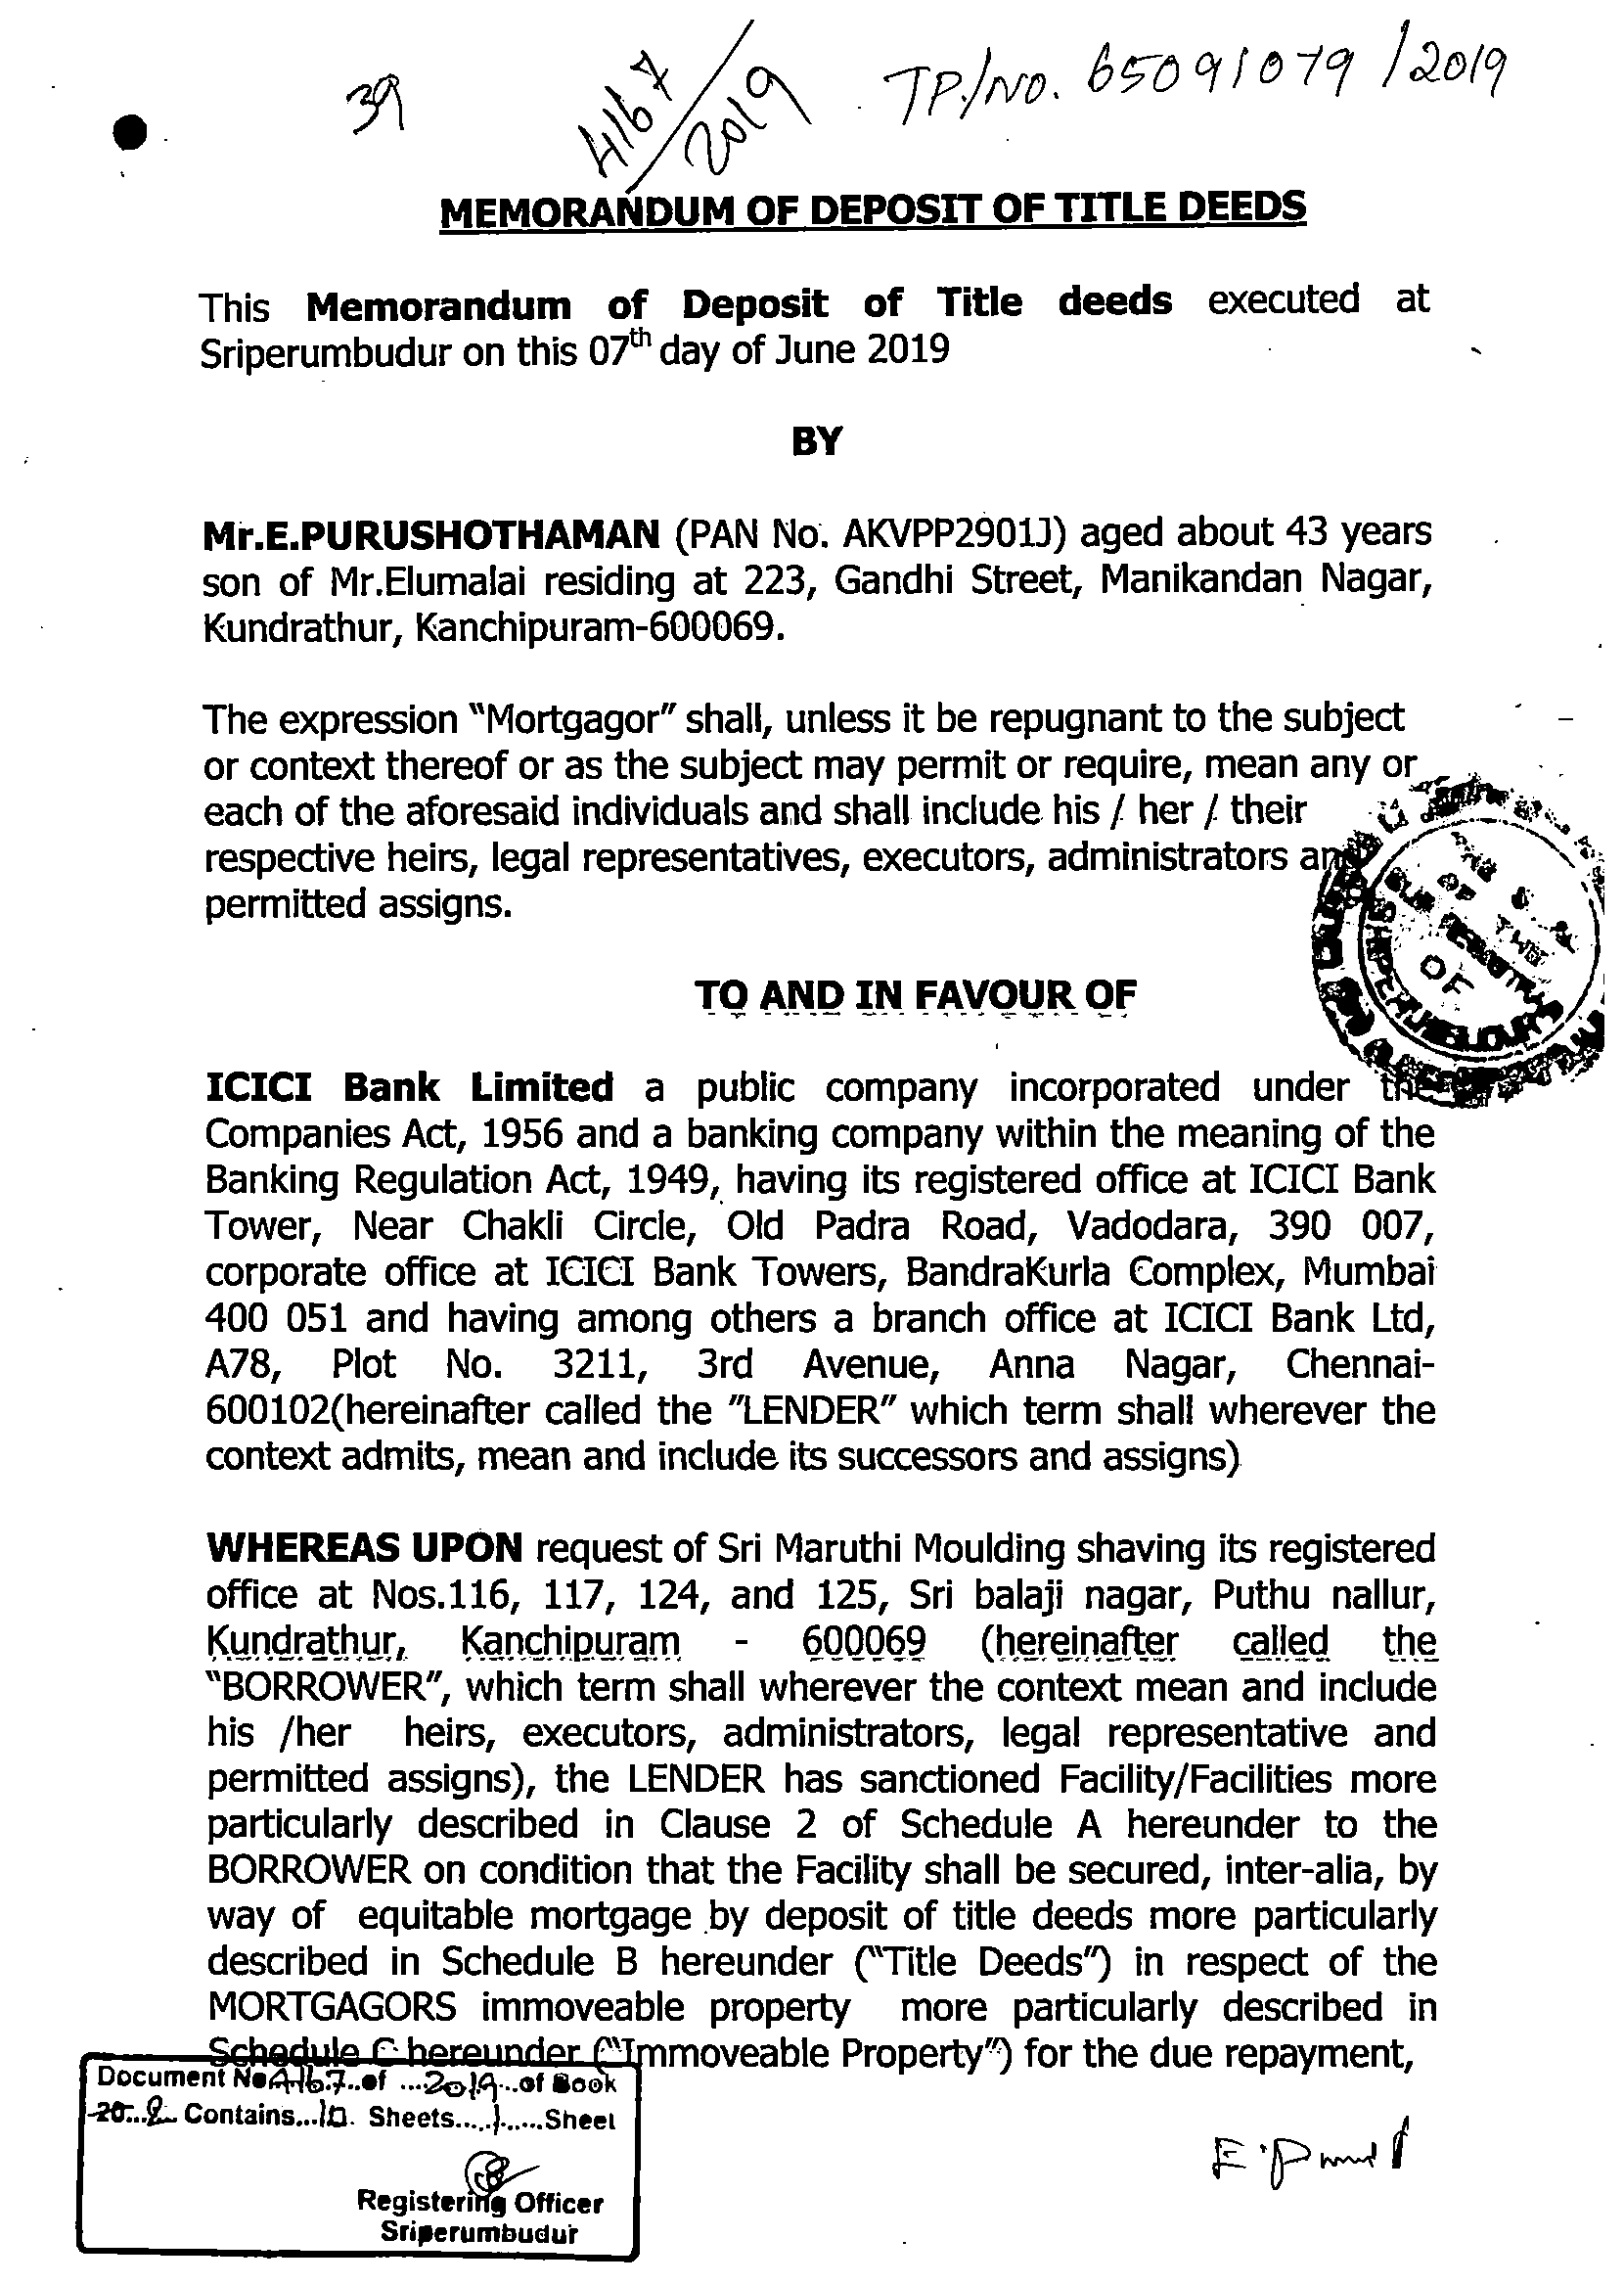 39
4167/2019
TP./No. 65091079 /2019
MEMORANDUM OF DEPOSIT OF TITLE DEEDS
This Memorandum of Deposit of Title deeds executed at
Sriperumbudur on this 07th day of June 2019
BY
Mr.E.PURUSHOTHAMAN (PAN No. AKVPP2901J) aged about 43 years
son of Mr.Elumalai residing at 223, Gandhi Street, Manikandan Nagar,
Kundrathur, Kanchipuram-600069.
The expression "Mortgagor" shall, unless it be repugnant to the subject
or context thereof or as the subject may permit or require, mean any or
each of the aforesaid individuals and shall include his / her / their
respective heirs, legal representatives, executors, administrators and
permitted assigns.
TO AND IN FAVOUR OF
ICICI Bank Limited a public company incorporated under the
Companies Act, 1956 and a banking company within the meaning of the
Banking Regulation Act, 1949, having its registered office at ICICI Bank
Tower, Near Chakli Circle, Old Padra Road, Vadodara, 390 007,
corporate office at ICICI Bank Towers, BandraKurla Complex, Mumbai
400 051 and having among others a branch office at ICICI Bank Ltd,
A78, Plot No. 3211, 3rd Avenue, Anna Nagar, Chennai-
600102(hereinafter called the "LENDER" which term shall wherever the
context admits, mean and include its successors and assigns)
WHEREAS UPON request of Sri Maruthi Moulding shaving its registered
office at Nos.116, 117, 124, and 125, Sri balaji nagar, Puthu nallur,
Kundrathur, Kanchipuram - 600069 (hereinafter called the
"BORROWER", which term shall wherever the context mean and include
his /her heirs, executors, administrators, legal representative and
permitted assigns), the LENDER has sanctioned Facility/Facilities more
particularly described in Clause 2 of Schedule A hereunder to the
BORROWER on condition that the Facility shall be secured, inter-alia, by
way of equitable mortgage by deposit of title deeds more particularly
described in Schedule B hereunder ("Title Deeds") in respect of the
MORTGAGORS immoveable property more particularly described in
Schedule C hereunder ("Immoveable Property") for the due repayment,
Document No 4167..of ...2019...of Book
20... Contains...10. Sheets.....1......Sheet
Registering Officer
Sriperumbudur